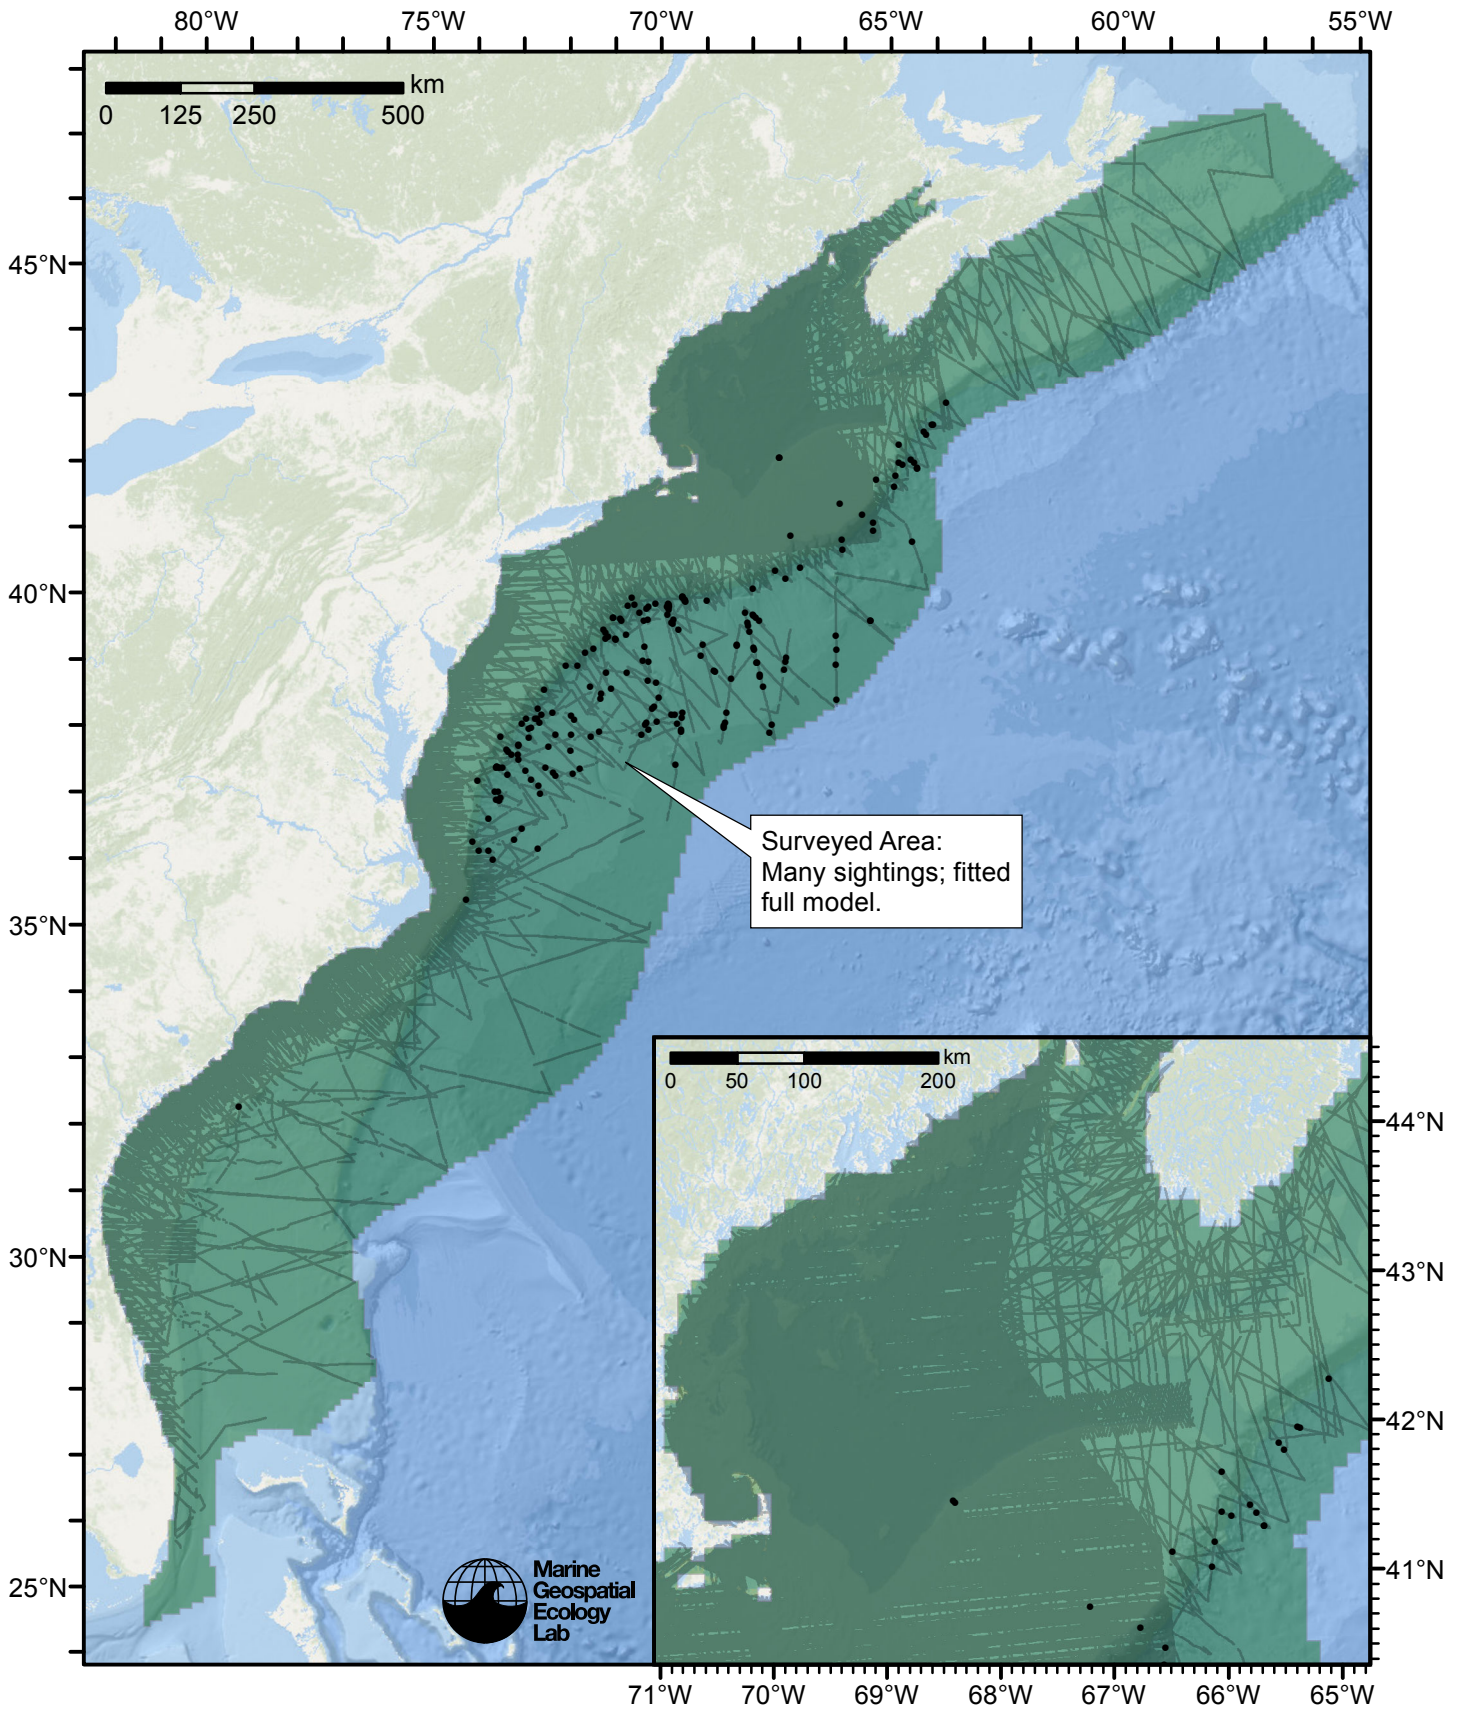 80°W 75°W 70°W 65°W 60°W 55°W
km
0 125 250 500
45°N
40°N
35°N
30°N
25°N
Surveyed Area:
Many sightings; fitted
full model.
km
0 50 100 200
44°N
43°N
42°N
41°N
Marine
Geospatial
Ecology
Lab
71°W 70°W 69°W 68°W 67°W 66°W 65°W